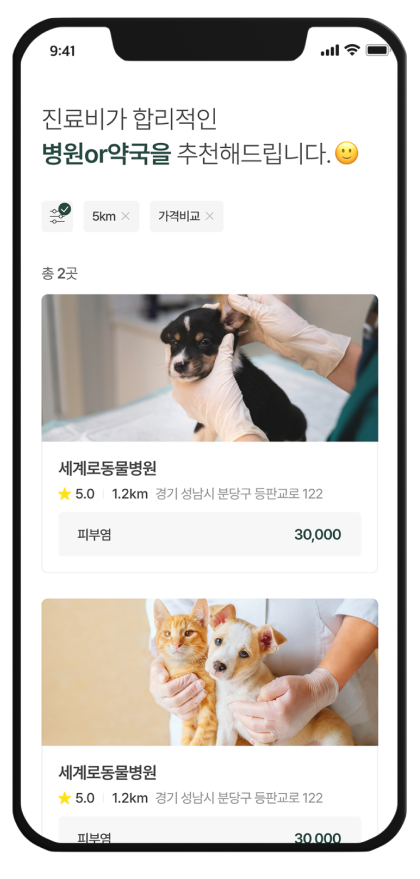 9:41
진료비가 합리적인
병원or약국을 추천해드립니다.
5km
가격비교
총 2곳
세계로동물병원
5.0 1.2km 경기 성남시 분당구 등판교로 122
피부염 30,000
세계로동물병원
5.0 1.2km 경기 성남시 분당구 등판교로 122
피부염 30,000